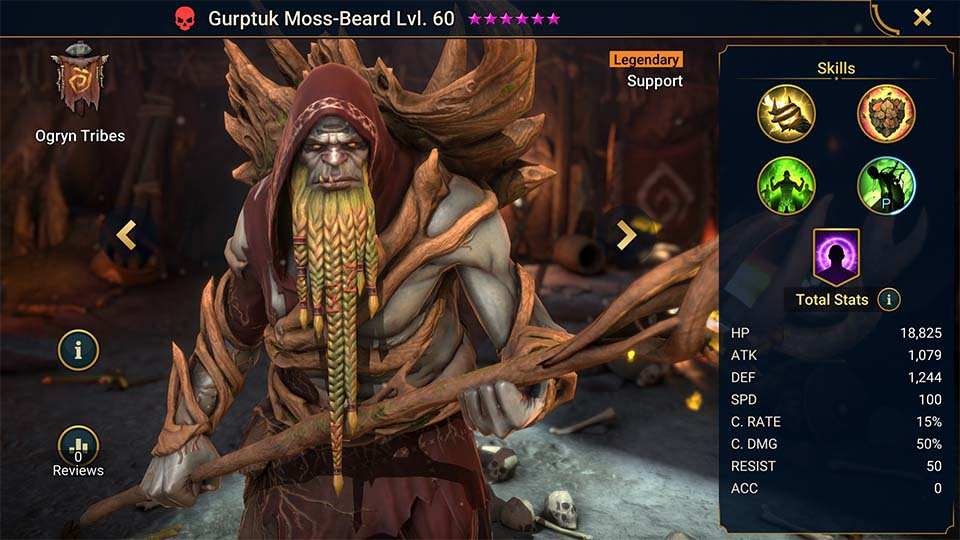 Gurptuk Moss-Beard Lvl. 60
Ogryn Tribes
Legendary
Support
0
Reviews
Skills
P
Total Stats
HP 18,825
ATK 1,079
DEF 1,244
SPD 100
C. RATE 15%
C. DMG 50%
RESIST 50
ACC 0